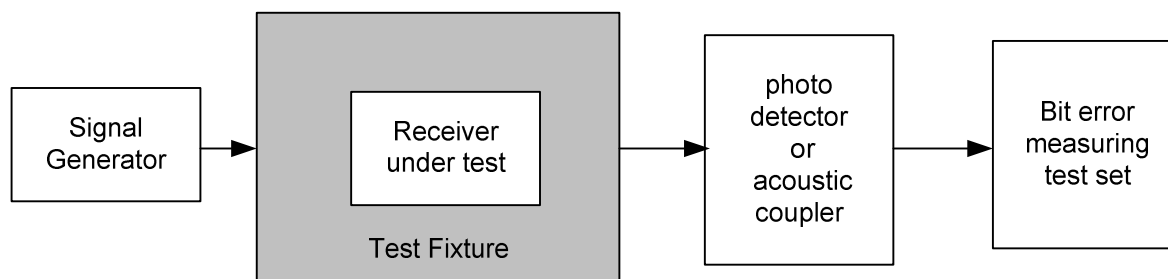 Signal
Generator
Receiver
under test
Test Fixture
photo
detector
or
acoustic
coupler
Bit error
measuring
test set